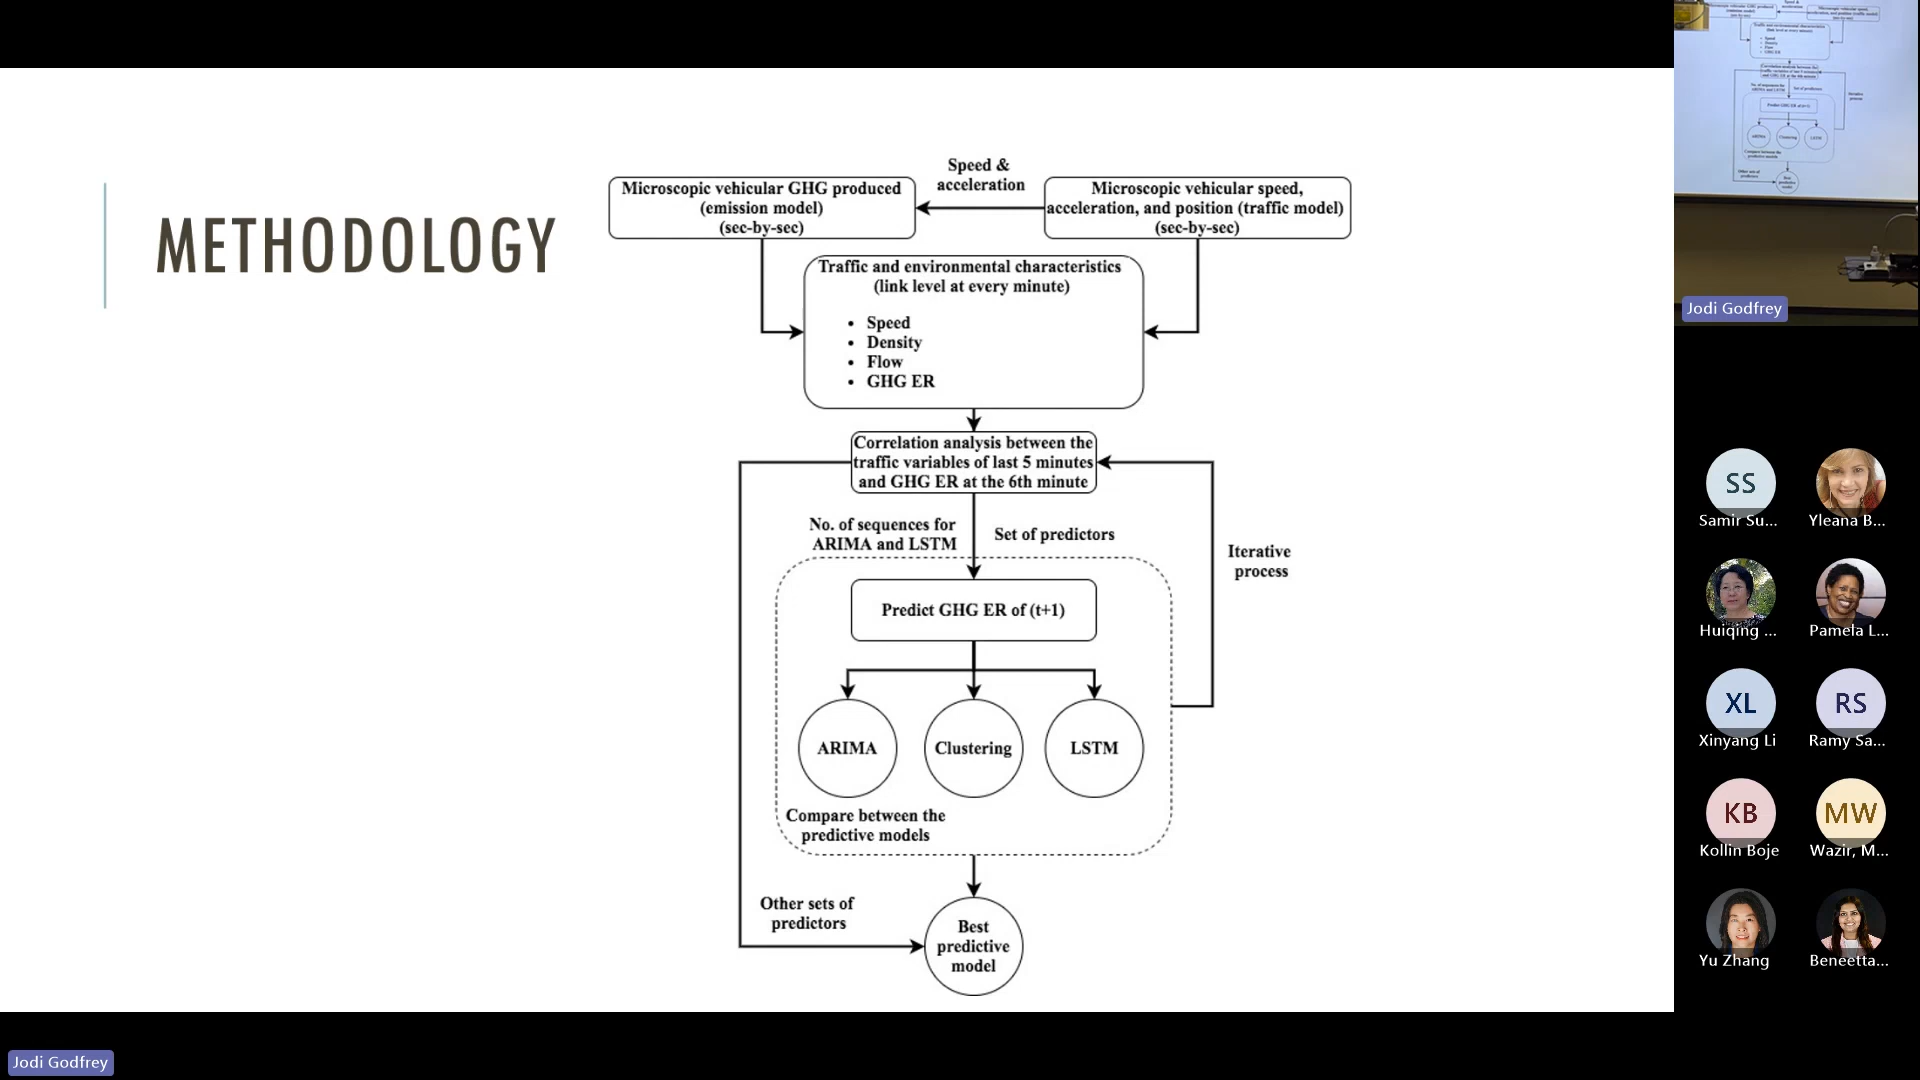 METHODOLOGY
Speed &
acceleration
Microscopic vehicular GHG produced
(emission model)
(sec-by-sec)
Microscopic vehicular speed,
acceleration, and position (traffic model)
(sec-by-sec)
Traffic and environmental characteristics
(link level at every minute)
• Speed
• Density
• Flow
• GHG ER
Correlation analysis between the
traffic variables of last 5 minutes
and GHG ER at the 6th minute
No. of sequences for
ARIMA and LSTM
Set of predictors
Iterative
process
Predict GHG ER of (t+1)
ARIMA
Clustering
LSTM
Compare between the
predictive models
Other sets of
predictors
Best
predictive
model
Jodi Godfrey
Jodi Godfrey
SS
Samir Su...
Yleana B...
Huiqing ...
Pamela L...
XL
Xinyang Li
RS
Ramy Sa...
KB
Kollin Boje
MW
Wazir, M...
Yu Zhang
Beneetta...